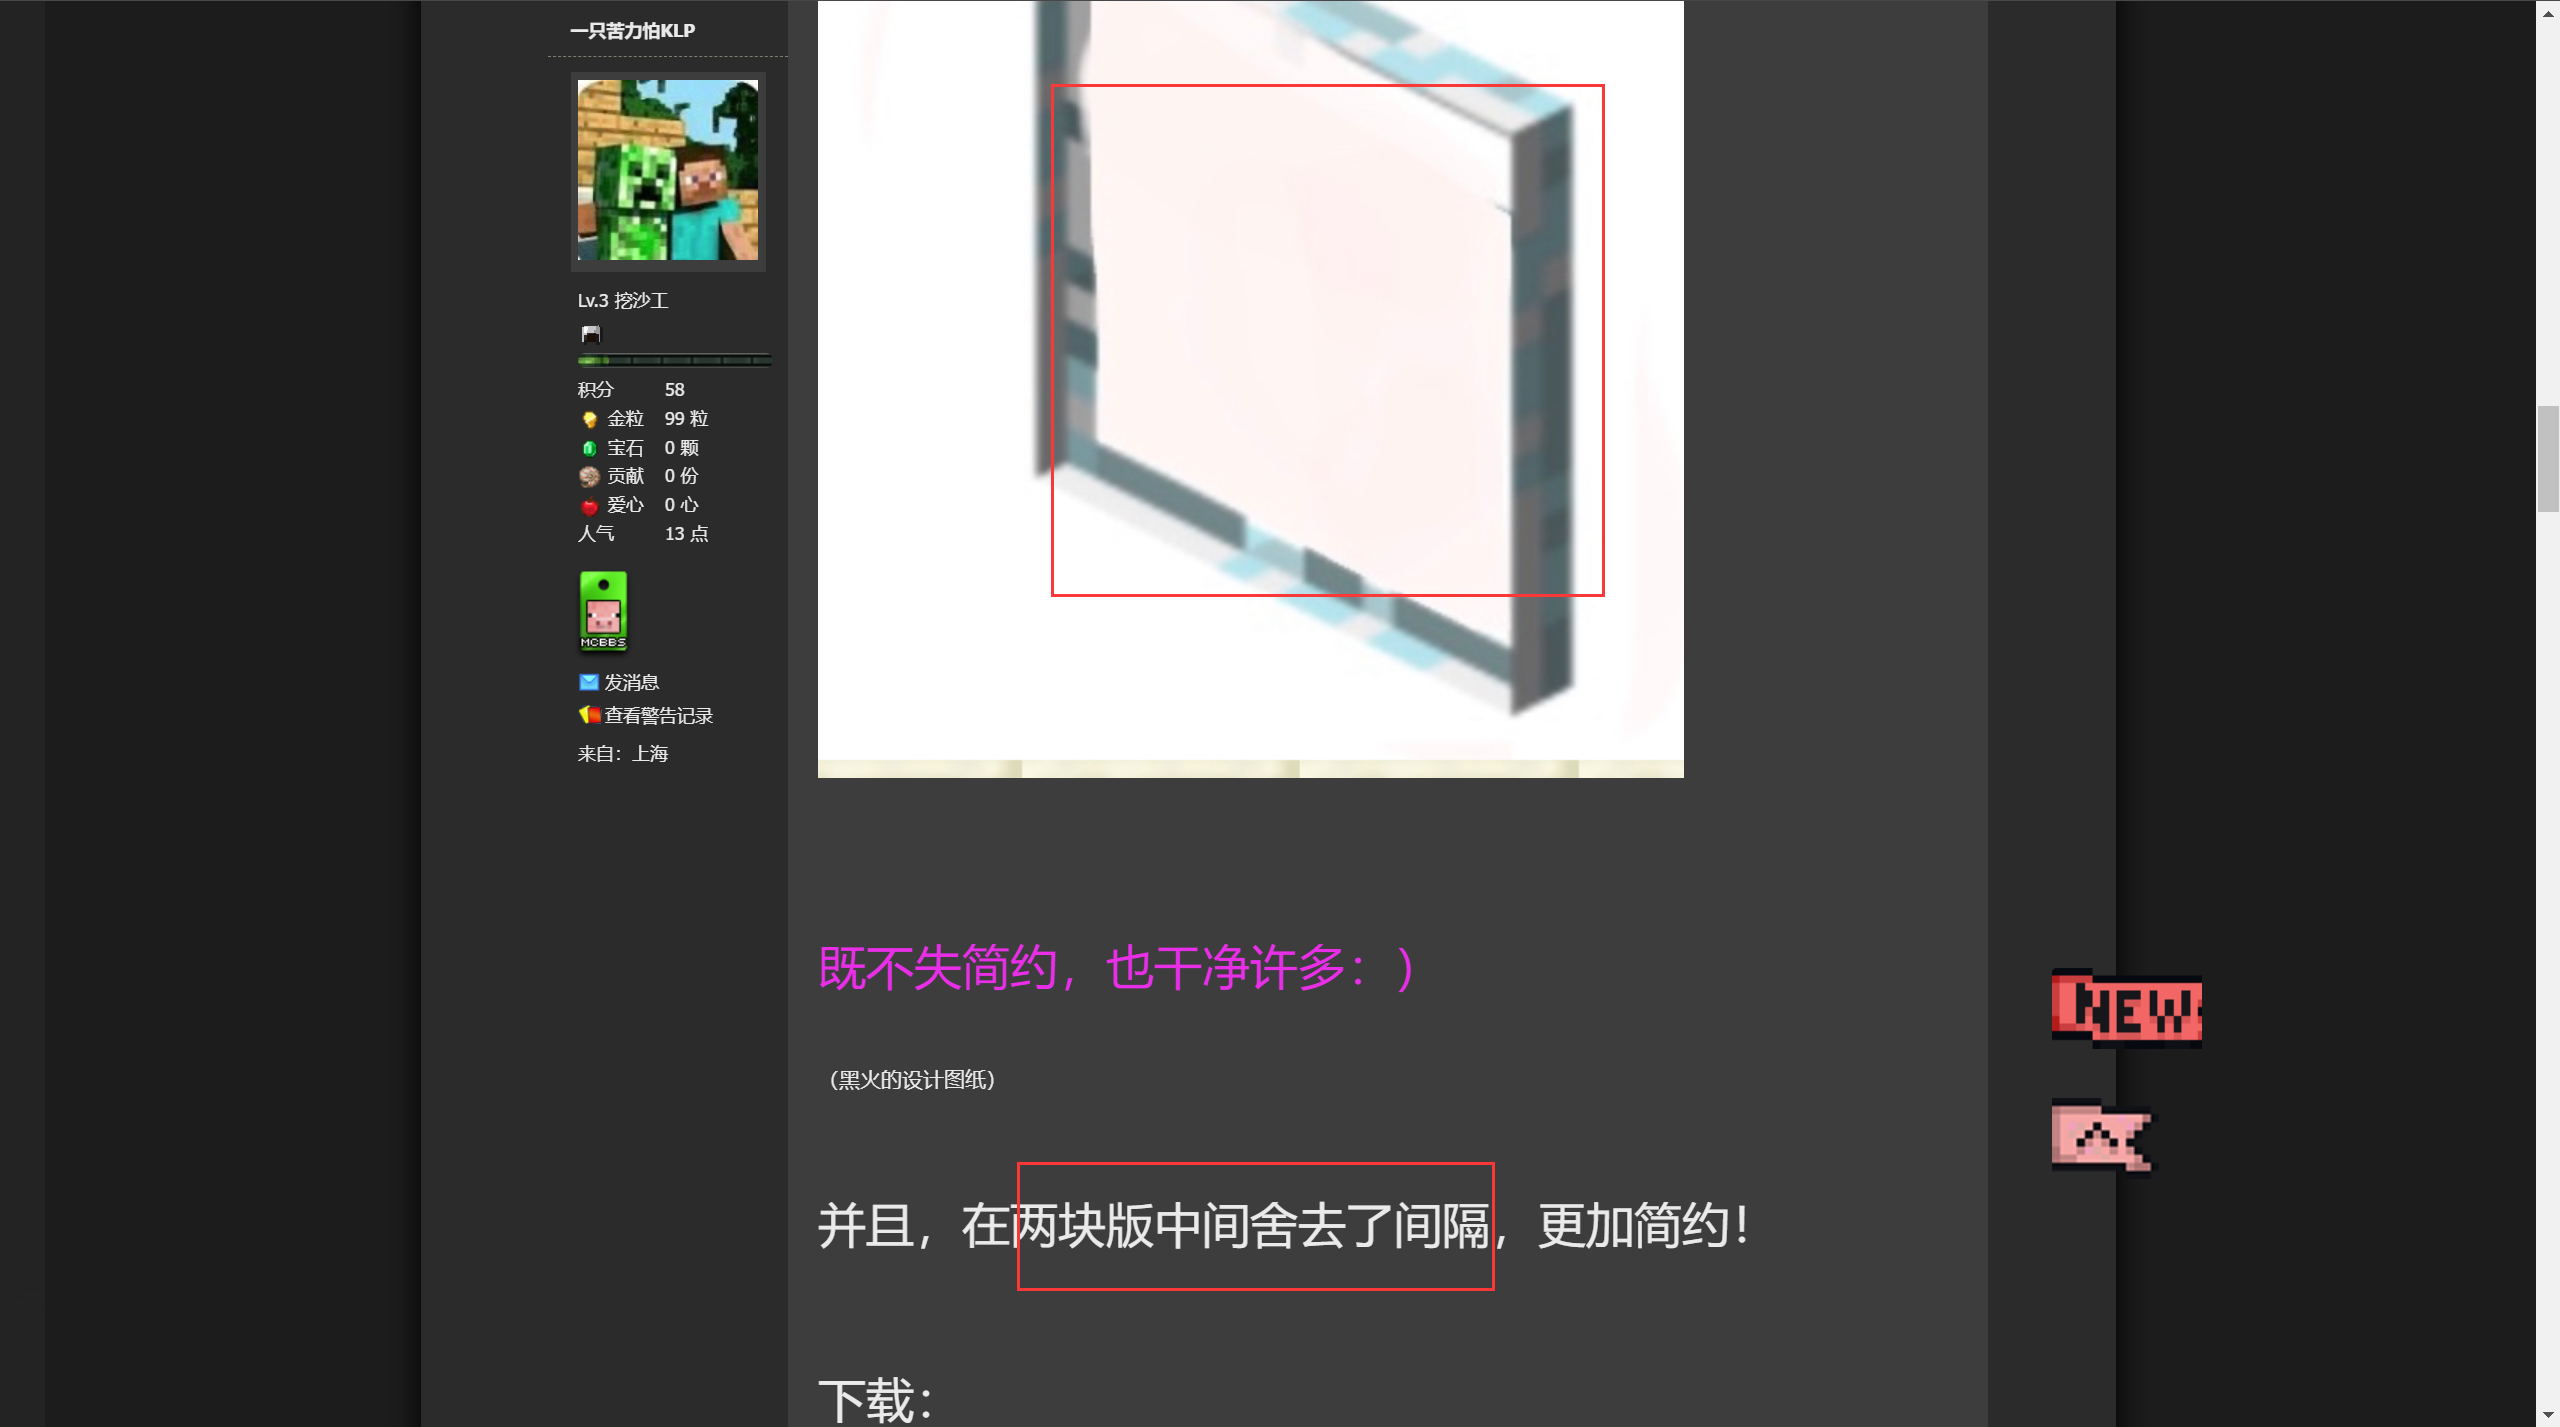 一只苦力怕KLP
Lv.3 挖沙工
积分 58
金粒 99 粒
宝石 0 颗
贡献 0 份
爱心 0 心
人气 13 点
MCBBS
发消息
查看警告记录
来自：上海
既不失简约，也干净许多：）
（黑火的设计图纸）
NEW
并且，在两块版中间舍去了间隔，更加简约！
下载：